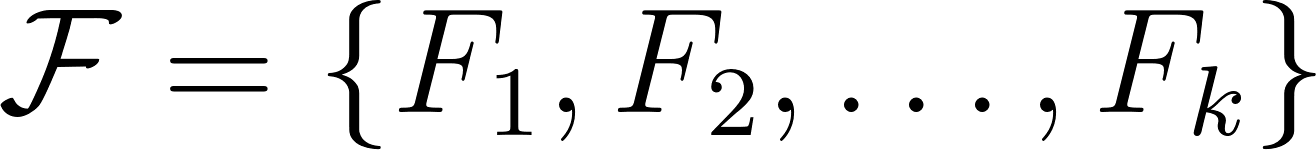 ℱ = {F₁, F₂, . . . , Fₖ}